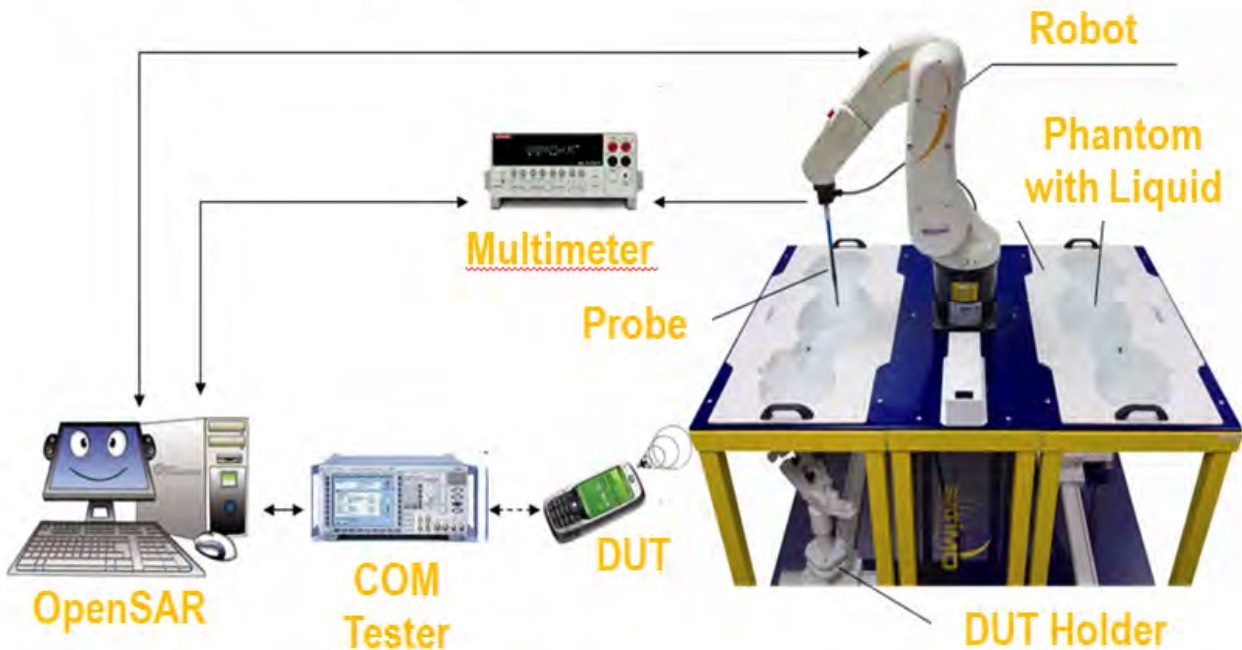 Robot
Phantom
with Liquid
Multimeter
Probe
OpenSAR
COM
Tester
DUT
DUT Holder